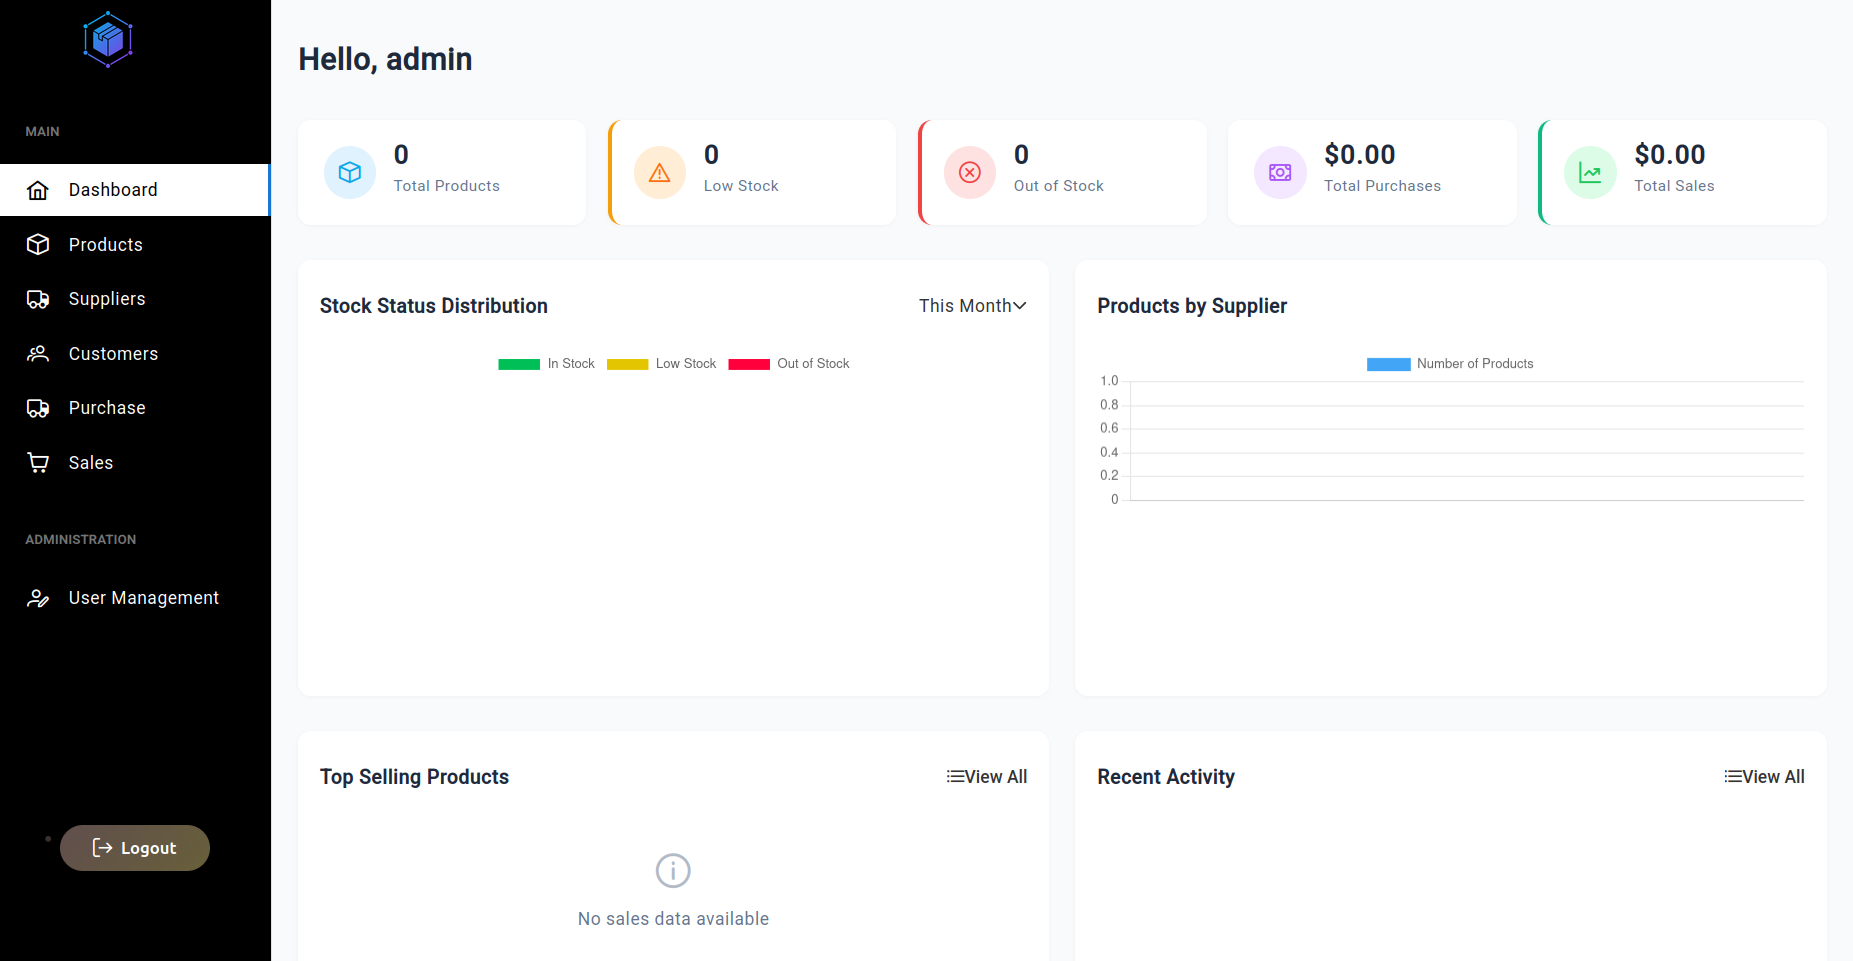 MAIN
Dashboard
Products
Suppliers
Customers
Purchase
Sales
ADMINISTRATION
User Management
Logout
Hello, admin
0
Total Products
0
Low Stock
0
Out of Stock
$0.00
Total Purchases
$0.00
Total Sales
Stock Status Distribution
This Month
In Stock
Low Stock
Out of Stock
Products by Supplier
Number of Products
1.0
0.8
0.6
0.4
0.2
0
Top Selling Products
View All
No sales data available
Recent Activity
View All